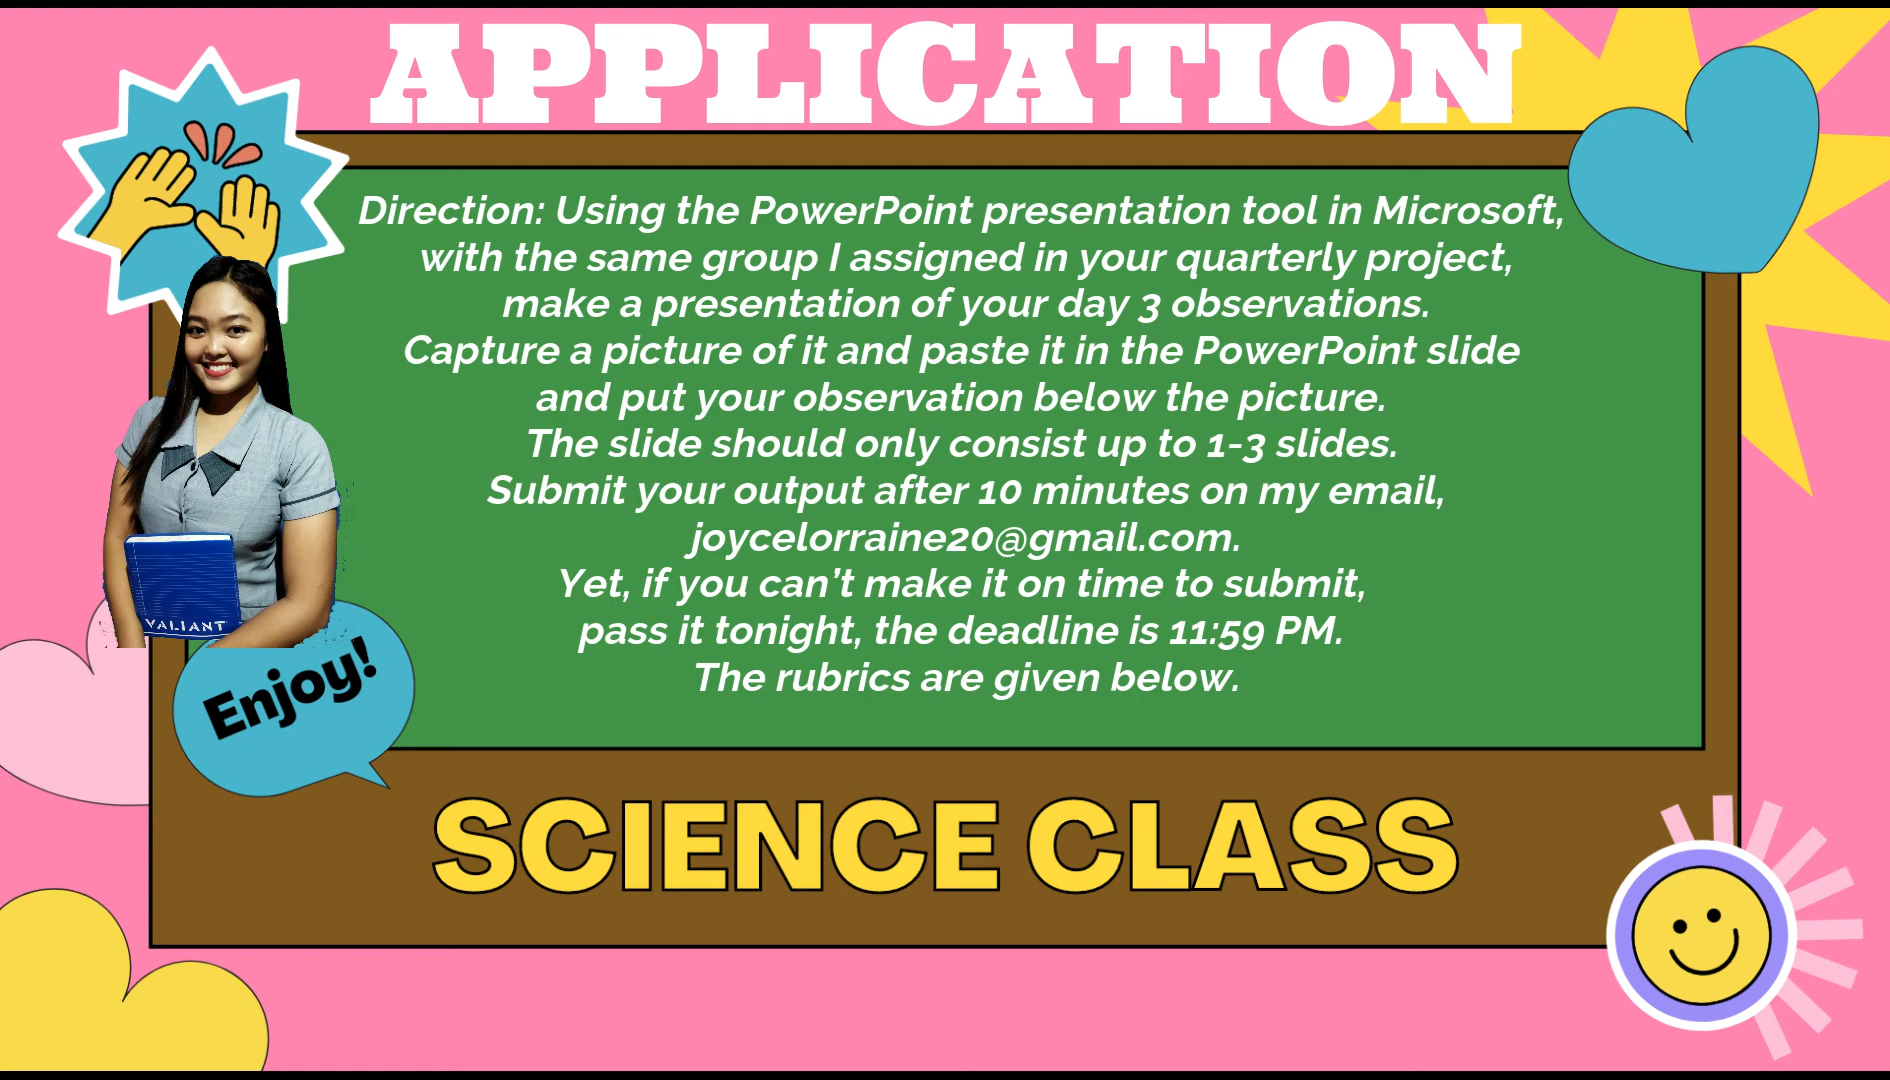 APPLICATION
Direction: Using the PowerPoint presentation tool in Microsoft,
with the same group I assigned in your quarterly project,
make a presentation of your day 3 observations.
Capture a picture of it and paste it in the PowerPoint slide
and put your observation below the picture.
The slide should only consist up to 1-3 slides.
Submit your output after 10 minutes on my email,
joycelorraine20@gmail.com.
Yet, if you can’t make it on time to submit,
pass it tonight, the deadline is 11:59 PM.
The rubrics are given below.
VALIANT
Enjoy!
SCIENCE CLASS